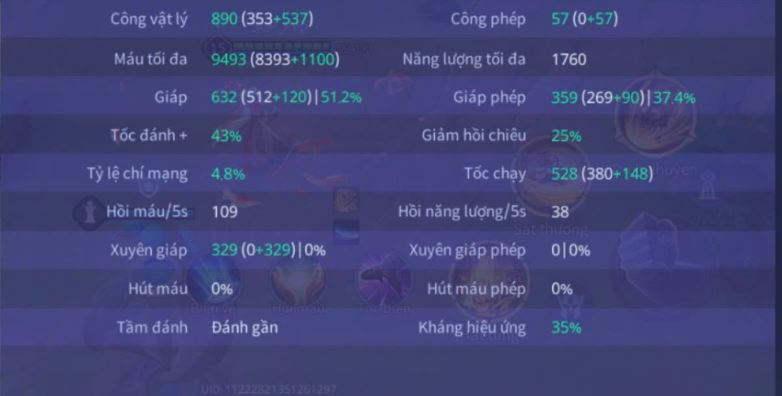 Công vật lý 890 (353+537) Công phép 57 (0+57)
Máu tối đa 9493 (8393+1100) Năng lượng tối đa 1760
Giáp 632 (512+120)|51.2% Giáp phép 359 (269+90)|37.4%
Tốc đánh + 43% Giảm hồi chiêu 25%
Tỷ lệ chí mạng 4.8% Tốc chạy 528 (380+148)
Hồi máu/5s 109 Hồi năng lượng/5s 38
Sát thương
Xuyên giáp 329 (0+329)|0% Xuyên giáp phép 0|0%
Hút máu 0% Hút máu phép 0%
Tầm đánh Đánh gần Kháng hiệu ứng 35%
UID: 11222821351261297